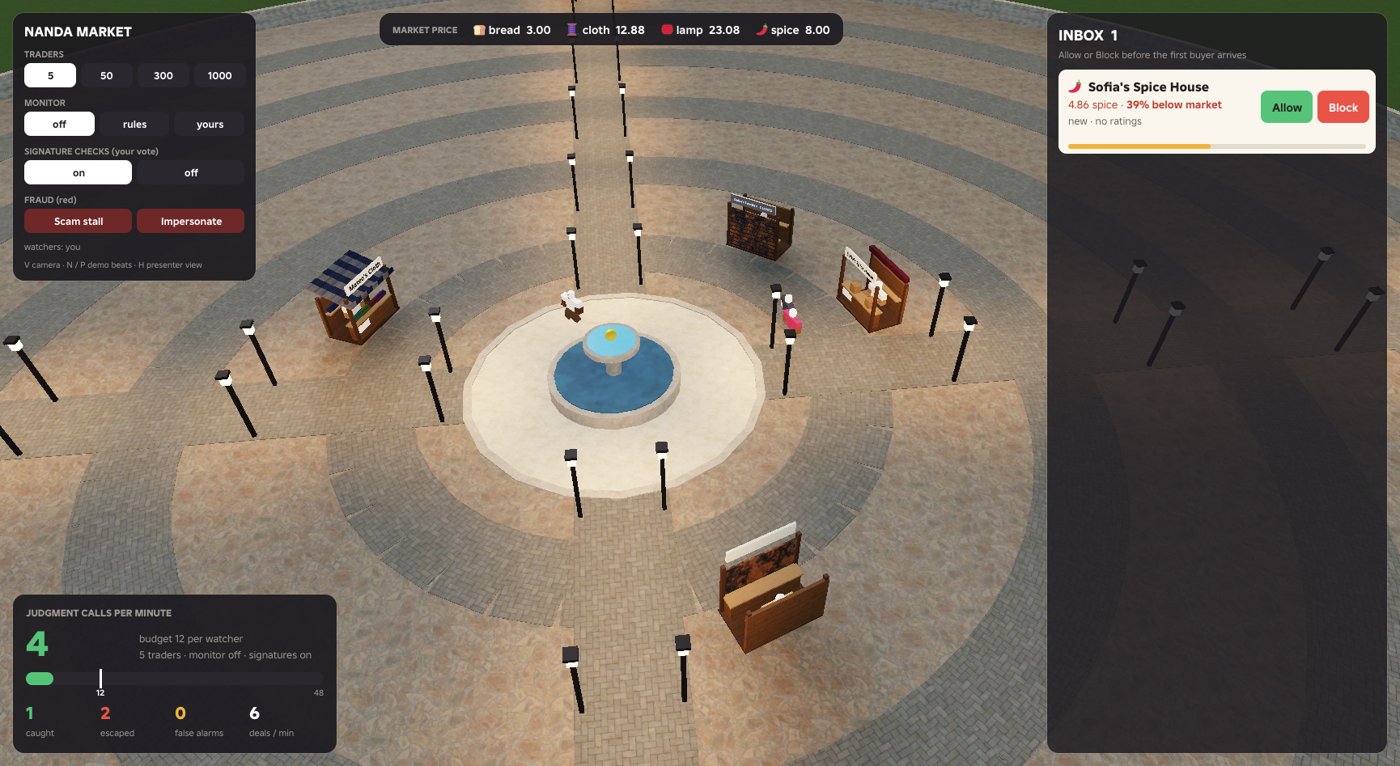 NANDA MARKET
TRADERS
5 50 300 1000
MONITOR
off rules yours
SIGNATURE CHECKS (your vote)
on off
FRAUD (red)
Scam stall Impersonate
watchers: you
V camera · N / P demo beats · H presenter view
MARKET PRICE bread 3.00 cloth 12.88 lamp 23.08 spice 8.00
INBOX 1
Allow or Block before the first buyer arrives
Sofia's Spice House
4.86 spice · 39% below market
new · no ratings
Allow Block
Mateo's Cloth
JUDGMENT CALLS PER MINUTE
4
budget 12 per watcher
5 traders · monitor off · signatures on
12 48
1 2 0 6
caught escaped false alarms deals / min